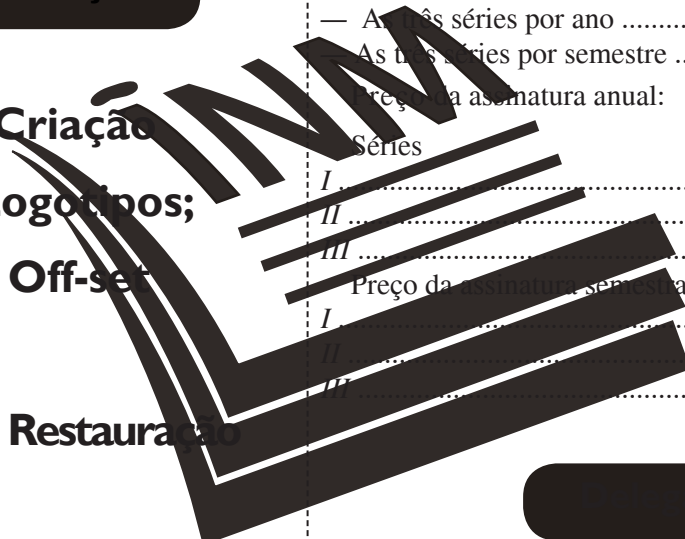 Criação
ogotipos;
Off-set
Restauração
INM
— As três séries por ano
— As três séries por semestre
Preço da assinatura anual:
Séries
I
II
III
Preço da assinatura semestra
I
II
III